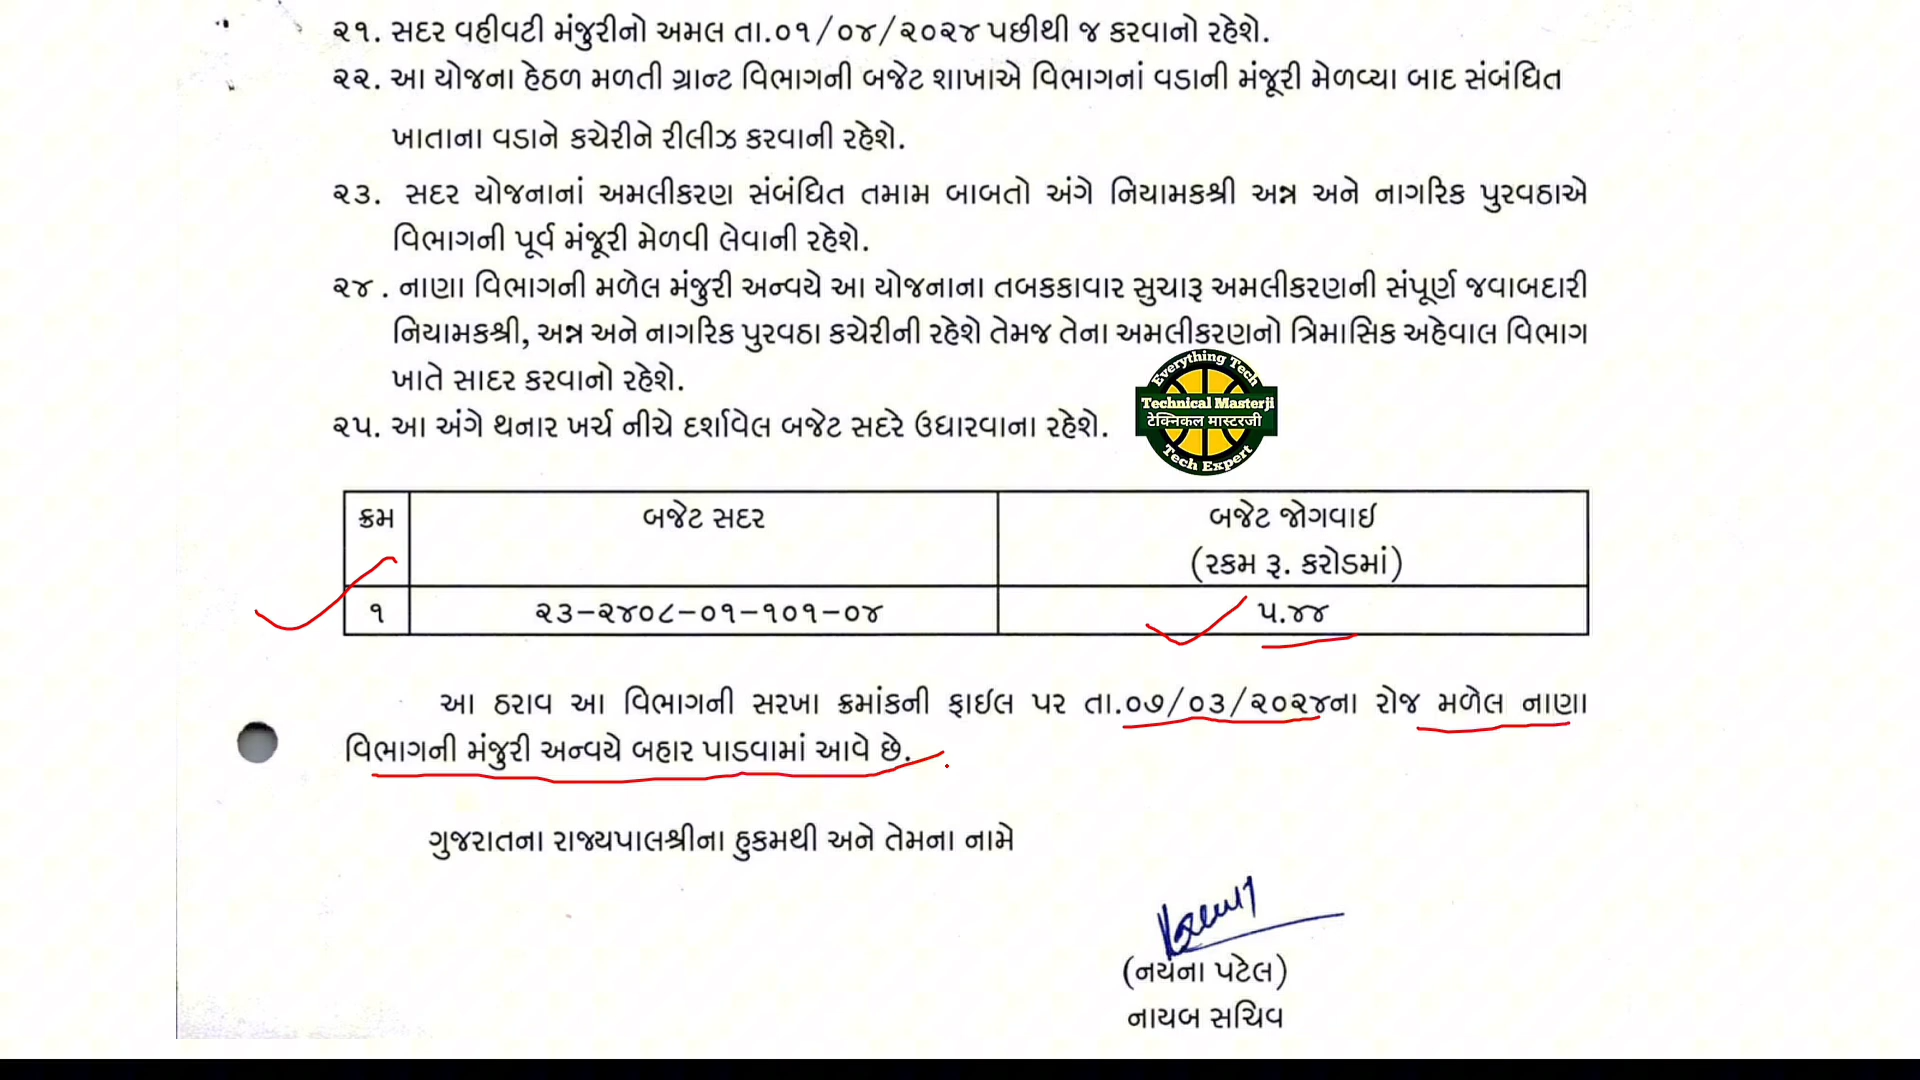 ૨૧. સદર વહીવટી મંજુરીનો અમલ તા.૦૧/૦૪/૨૦૨૪ પછીથી જ કરવાનો રહેશે.
૨૨. આ યોજના હેઠળ મળતી ગ્રાન્ટ વિભાગની બજેટ શાખાએ વિભાગનાં વડાની મંજૂરી મેળવ્યા બાદ સંબંધિત
ખાતાના વડાને કચેરીને રીલીઝ કરવાની રહેશે.
૨૩. સદર યોજનાનાં અમલીકરણ સંબંધિત તમામ બાબતો અંગે નિયામકશ્રી અન્ન અને નાગરિક પુરવઠાએ
વિભાગની પૂર્વ મંજૂરી મેળવી લેવાની રહેશે.
૨૪. નાણા વિભાગની મળેલ મંજુરી અન્વયે આ યોજનાના તબકકાવાર સુચારૂ અમલીકરણની સંપૂર્ણ જવાબદારી
નિયામકશ્રી, અન્ન અને નાગરિક પુરવઠા કચેરીની રહેશે તેમજ તેના અમલીકરણનો ત્રિમાસિક અહેવાલ વિભાગ
ખાતે સાદર કરવાનો રહેશે.
Everything Tech
Technical Masterji
टेक्निकल मास्टरजी
Tech Expert
૨૫. આ અંગે થનાર ખર્ચ નીચે દર્શાવેલ બજેટ સદરે ઉધારવાના રહેશે.
ક્રમ બજેટ સદર બજેટ જોગવાઈ
(રકમ રૂ. કરોડમાં)
૧ ૨૩-૨૪૦૮-૦૧-૧૦૧-૦૪ ૫.૪૪
આ ઠરાવ આ વિભાગની સરખા ક્રમાંકની ફાઈલ પર તા.૦૭/૦૩/૨૦૨૪ના રોજ મળેલ નાણા
વિભાગની મંજુરી અન્વયે બહાર પાડવામાં આવે છે.
ગુજરાતના રાજ્યપાલશ્રીના હુકમથી અને તેમના નામે
(નયના પટેલ)
નાયબ સચિવ